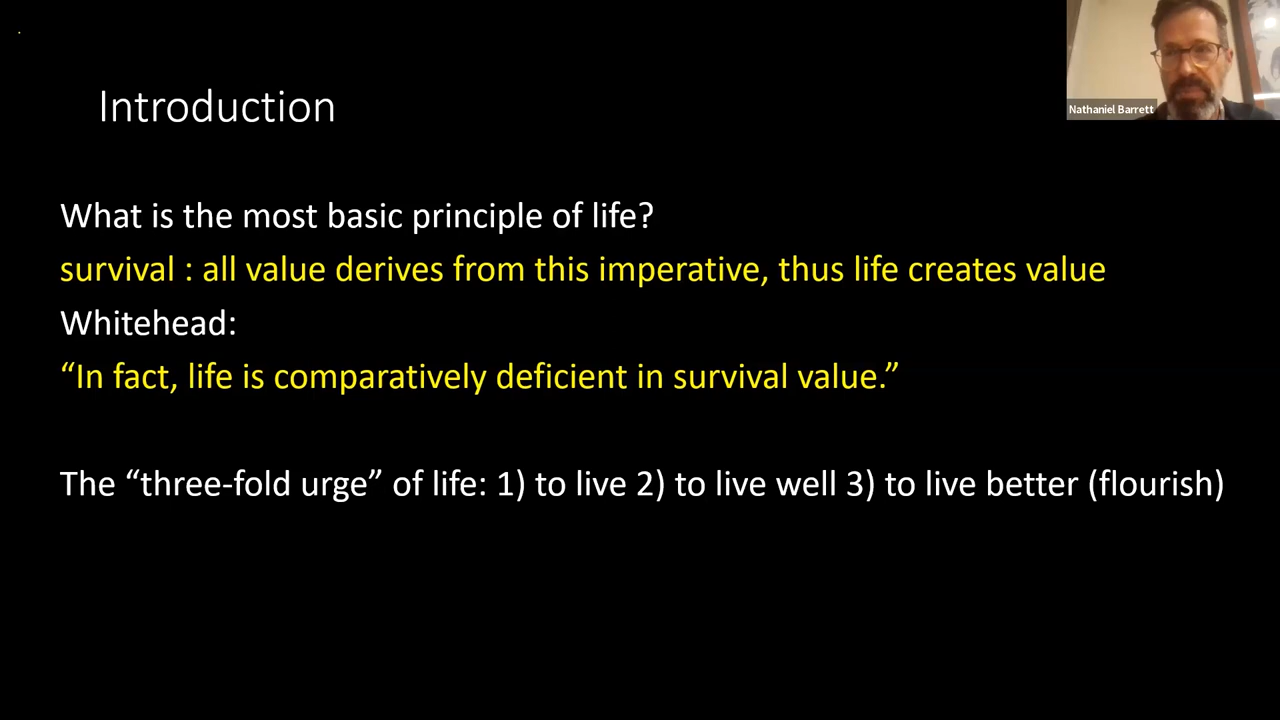 Introduction
Nathaniel Barrett
What is the most basic principle of life?
survival : all value derives from this imperative, thus life creates value
Whitehead:
“In fact, life is comparatively deficient in survival value.”
The “three-fold urge” of life: 1) to live 2) to live well 3) to live better (flourish)